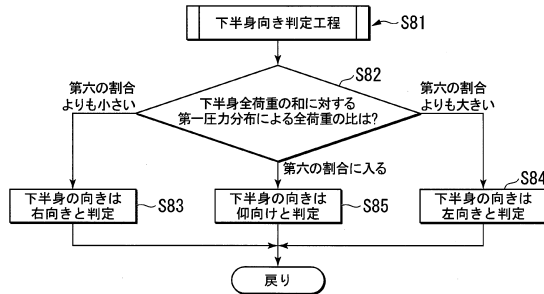 下半身向き判定工程
S81
S82
第六の割合
よりも小さい
下半身全荷重の和に対する
第一圧力分布による全荷重の比は?
第六の割合
よりも大きい
第六の割合に入る
下半身の向きは
右向きと判定
S83
下半身の向きは
仰向けと判定
S85
下半身の向きは
左向きと判定
S84
戻り